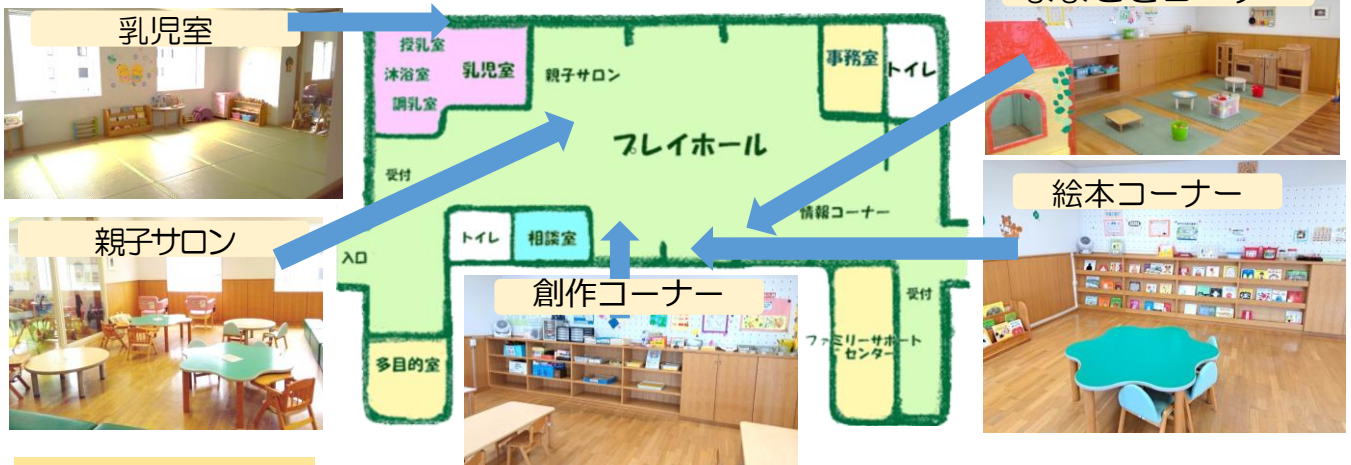 乳児室
親子サロン
授乳室
沐浴室
調乳室
乳児室
親子サロン
事務室
トイレ
プレイホール
受付
情報コーナー
トイレ
相談室
入口
創作コーナー
多目的室
ファミリーサポート
センター
受付
絵本コーナー